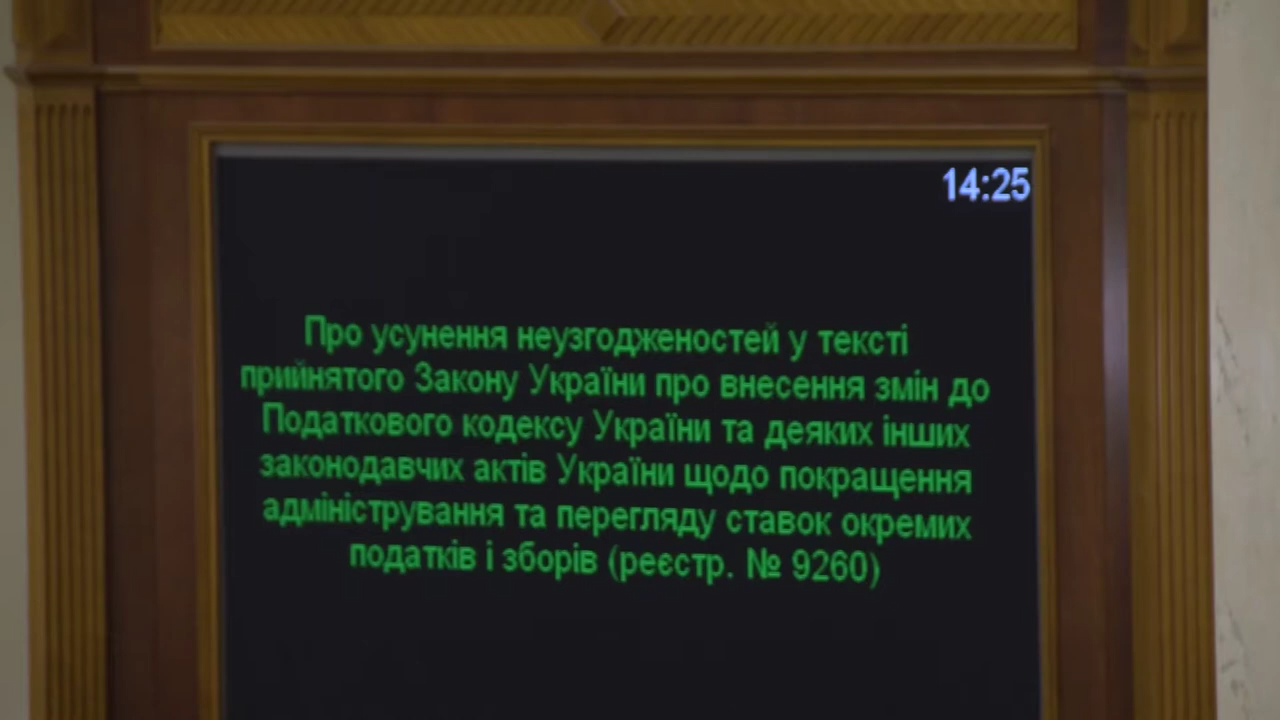 14:25
Про усунення неузгодженостей у тексті
прийнятого Закону України про внесення змін до
Податкового кодексу України та деяких інших
законодавчих актів України щодо покращення
адміністрування та перегляду ставок окремих
податків і зборів (реєстр. № 9260)